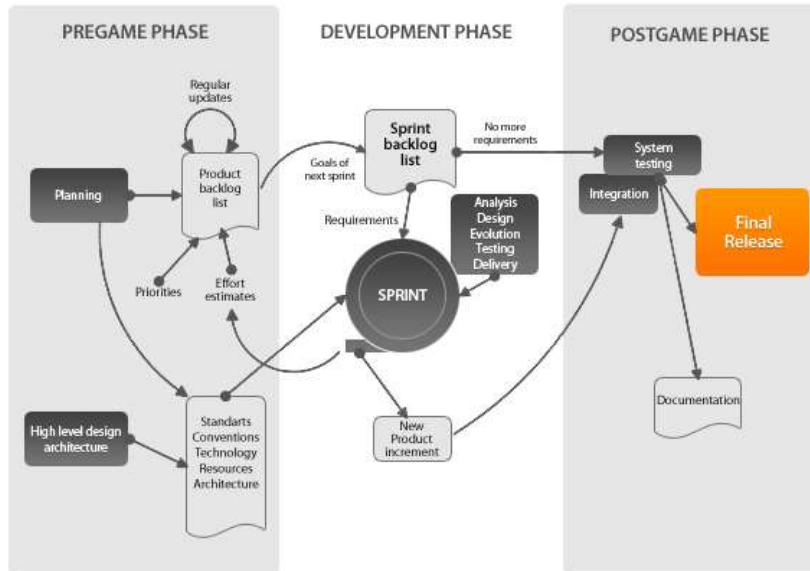 PREGAME PHASE
DEVELOPMENT PHASE
POSTGAME PHASE
Regular
updates
Product
backlog
list
Planning
Priorities
Effort
estimates
High level design
architecture
Standarts
Conventions
Technology
Resources
Architecture
Goals of
next sprint
Sprint
backlog
list
No more
requirements
Requirements
Analysis
Design
Evolution
Testing
Delivery
SPRINT
New
Product
increment
System
testing
Integration
Final
Release
Documentation